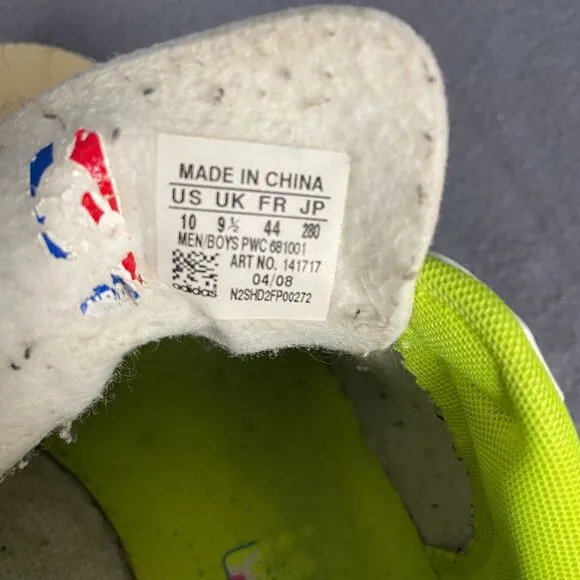 MADE IN CHINA
US UK FR JP
10 9½ 44 280
MEN/BOYS PWC 681001
ART NO. 141717
04/08
adidas N2SHD2FP00272